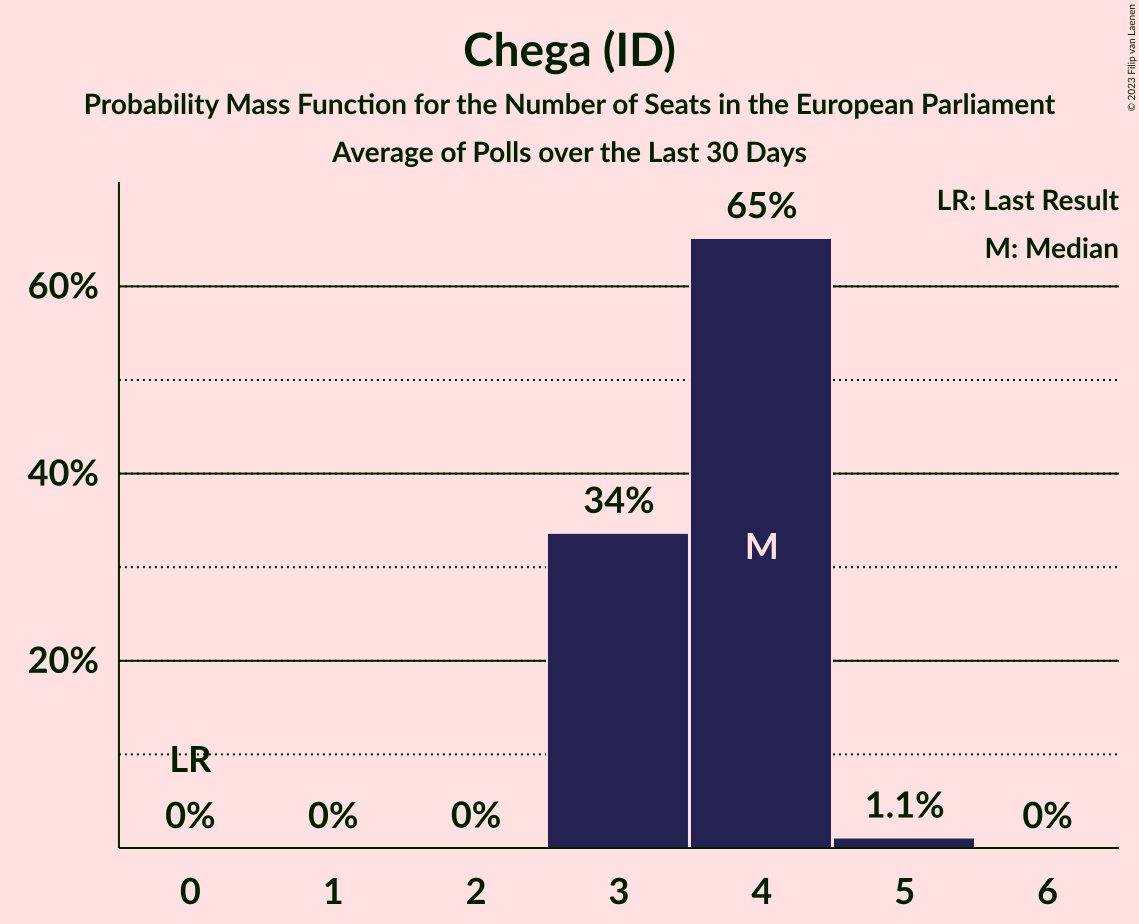 Chega (ID)
Probability Mass Function for the Number of Seats in the European Parliament
Average of Polls over the Last 30 Days
© 2023 Filip van Laenen
LR: Last Result
M: Median
65%
60%
40%
34%
M
20%
LR
0%
0%
0%
1.1%
0%
0
1
2
3
4
5
6